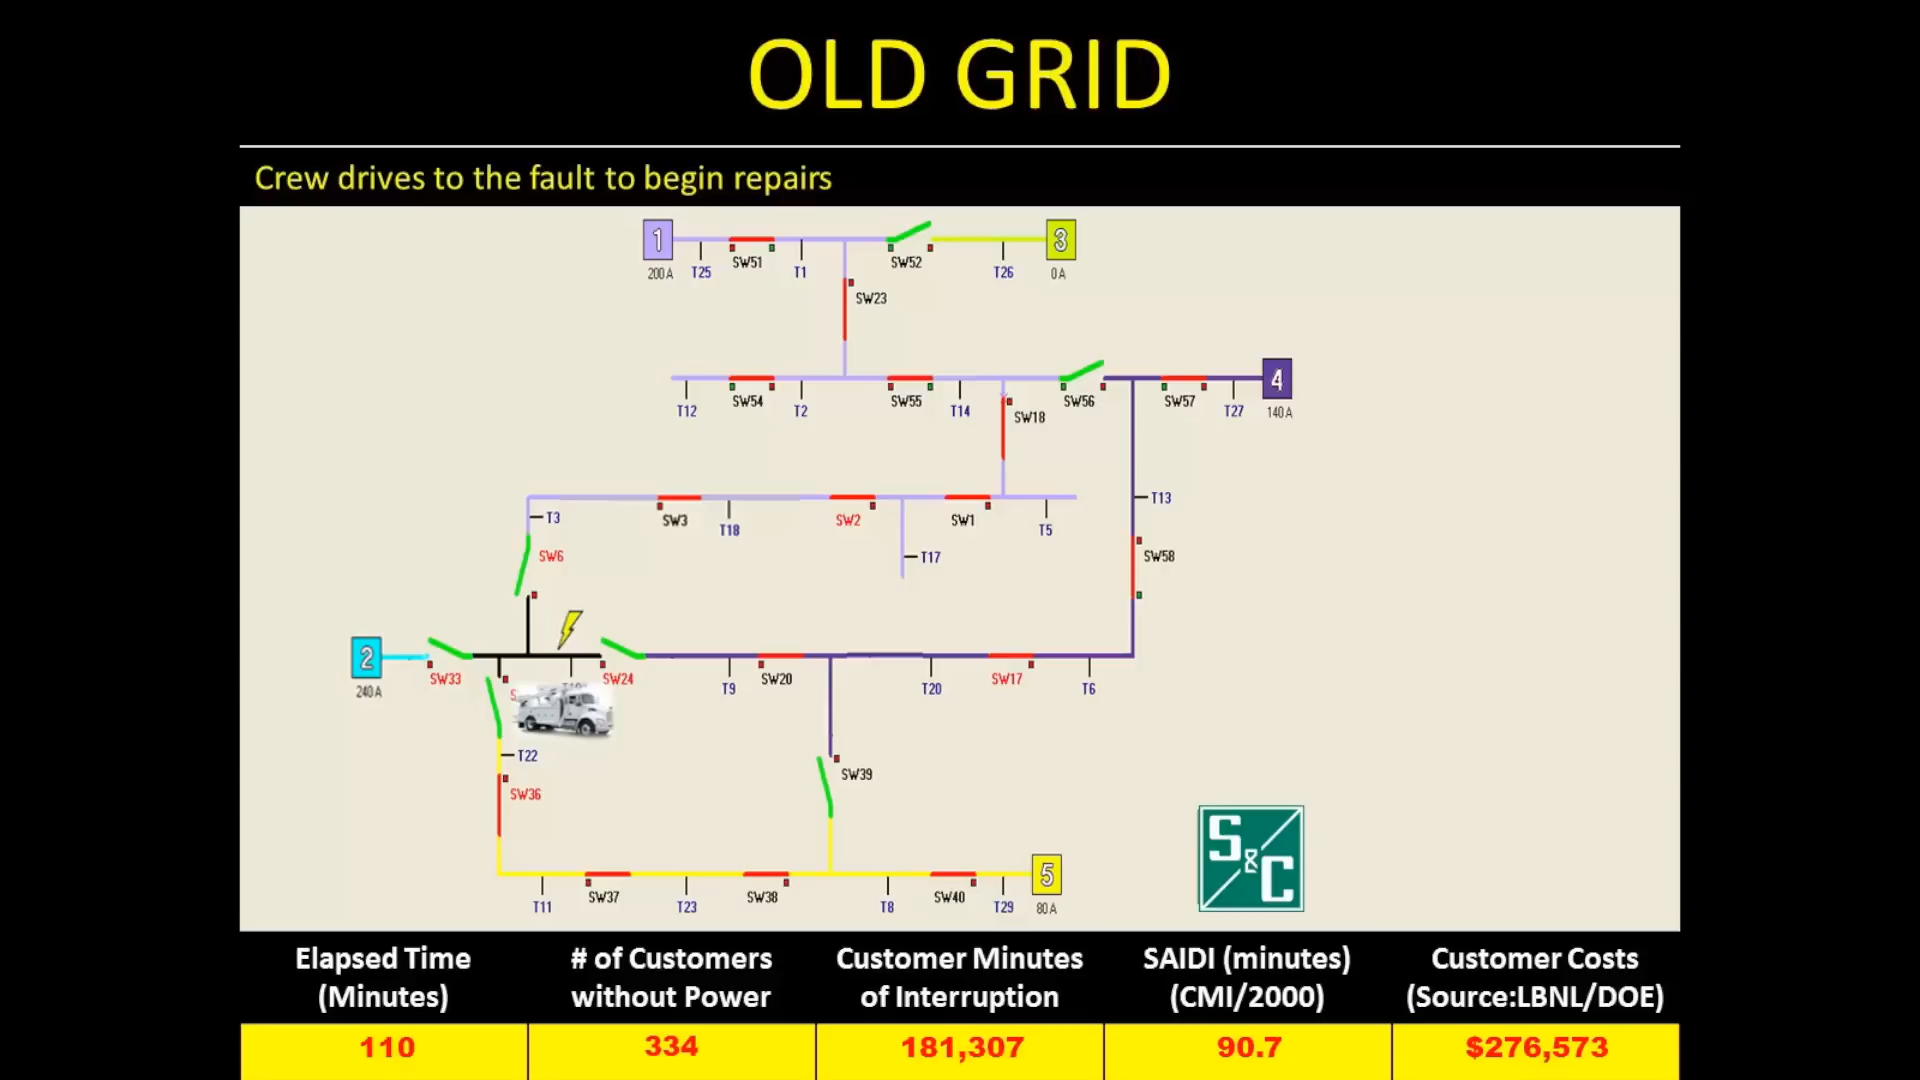 OLD GRID
Crew drives to the fault to begin repairs
1
3
200 A
T25
SW51
T1
SW52
T26
0 A
SW23
4
T12
SW54
T2
SW55
T14
SW18
SW56
SW57
T27
140 A
T3
SW3
T18
SW2
SW1
T5
T13
SW6
T17
SW58
2
240 A
SW33
SW24
T9
SW20
T20
SW17
T6
T22
SW36
SW39
S&C
T11
SW37
T23
SW38
T8
SW40
T29
5
80 A
Elapsed Time
(Minutes)
# of Customers
without Power
Customer Minutes
of Interruption
SAIDI (minutes)
(CMI/2000)
Customer Costs
(Source:LBNL/DOE)
110
334
181,307
90.7
$276,573